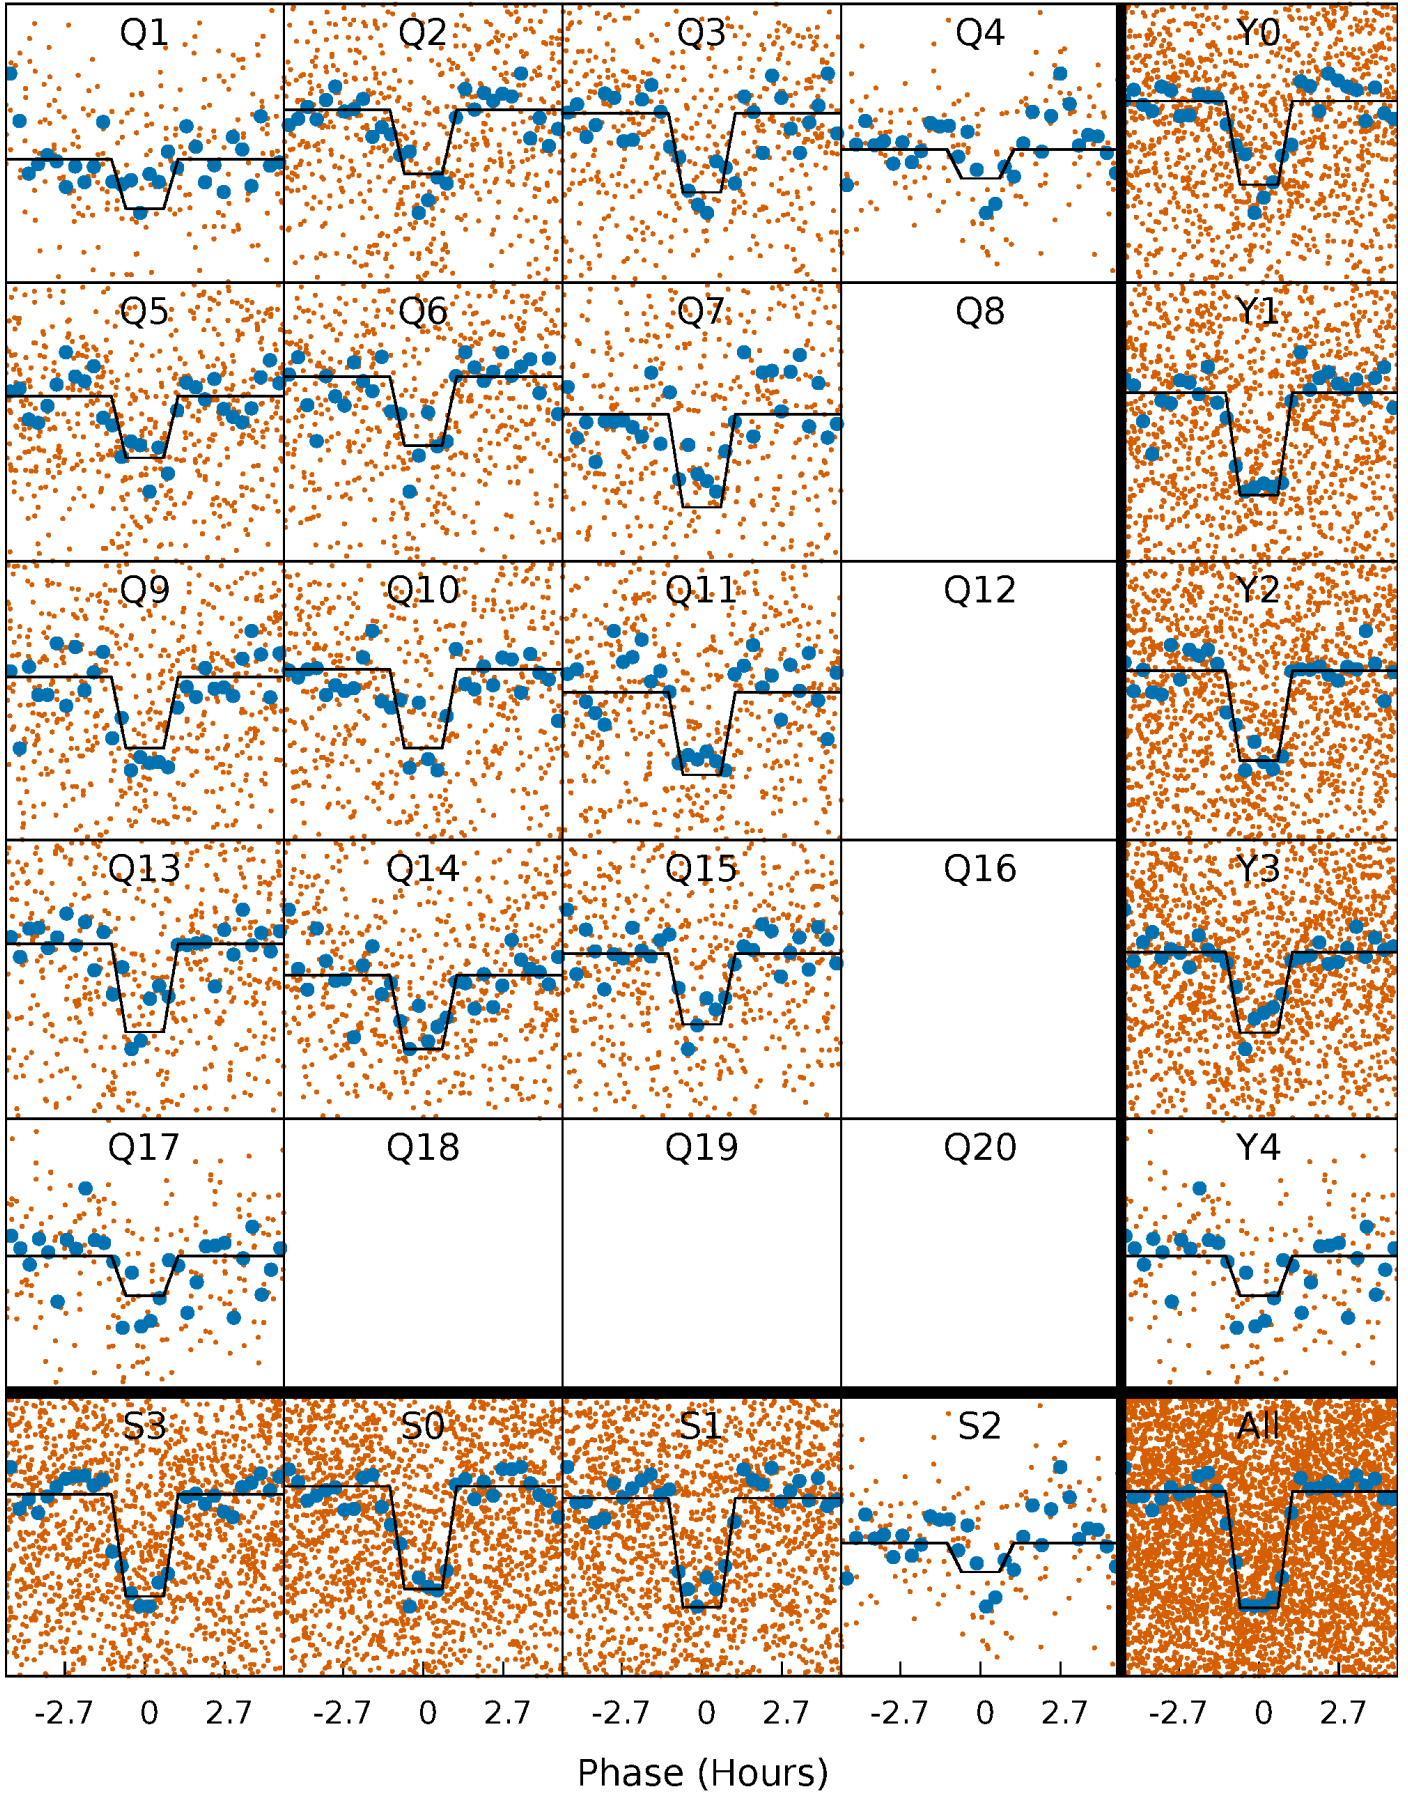 Q1 Q2 Q3 Q4 Y0
Q5 Q6 Q7 Q8 Y1
Q9 Q10 Q11 Q12 Y2
Q13 Q14 Q15 Q16 Y3
Q17 Q18 Q19 Q20 Y4
S3 S0 S1 S2 All
-2.7 0 2.7 -2.7 0 2.7 -2.7 0 2.7 -2.7 0 2.7 -2.7 0 2.7
Phase (Hours)